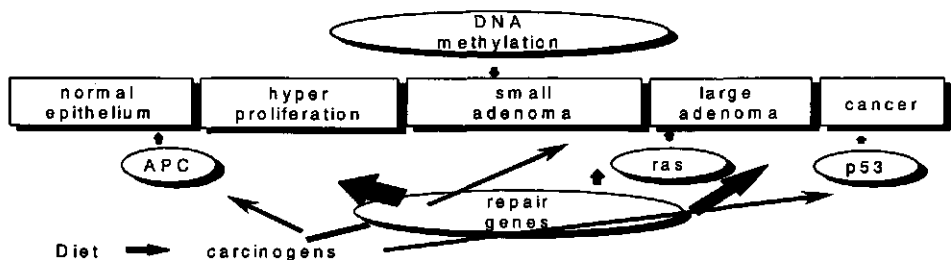 DNA
methylation
normal
epithelium
hyper
proliferation
small
adenoma
large
adenoma
cancer
APC
ras
p53
repair
genes
Diet
carcinogens